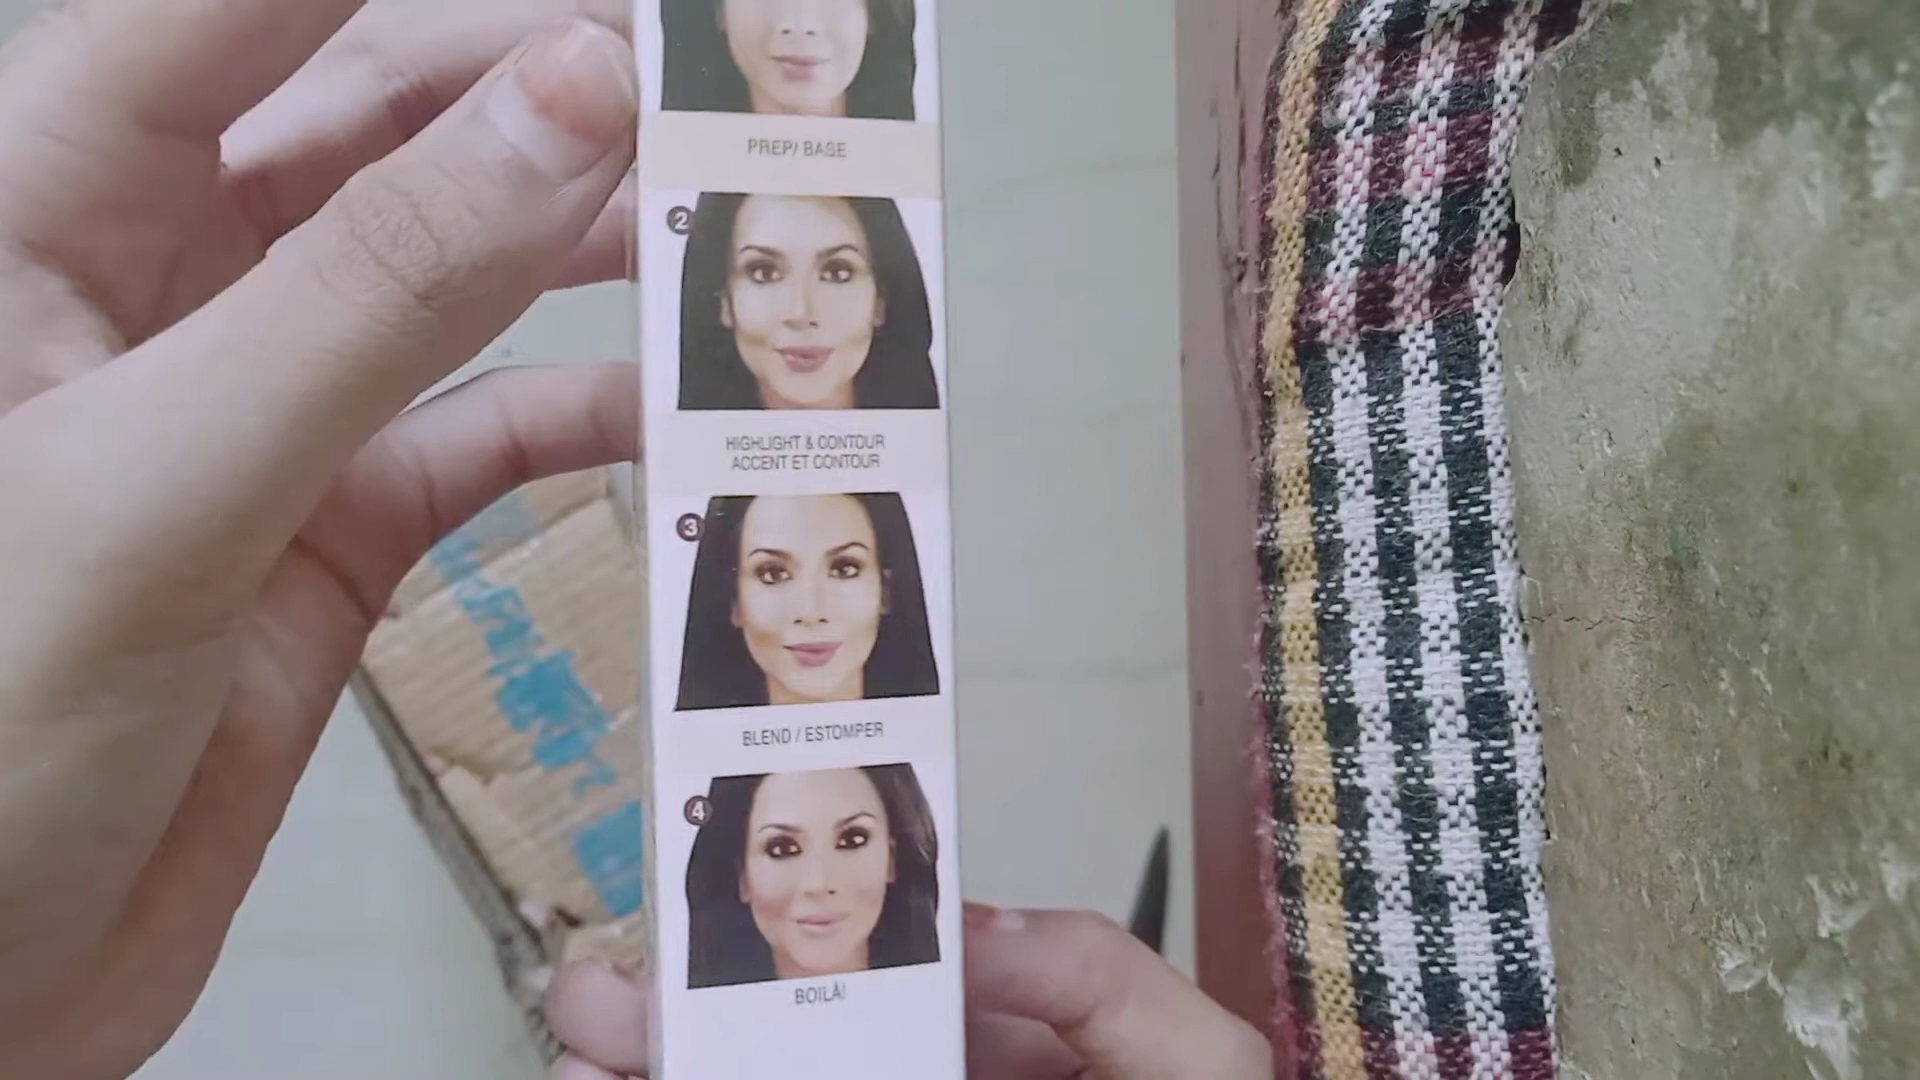 PREP/ BASE
2
HIGHLIGHT & CONTOUR
ACCENT ET CONTOUR
3
BLEND / ESTOMPER
4
BOILÀ!